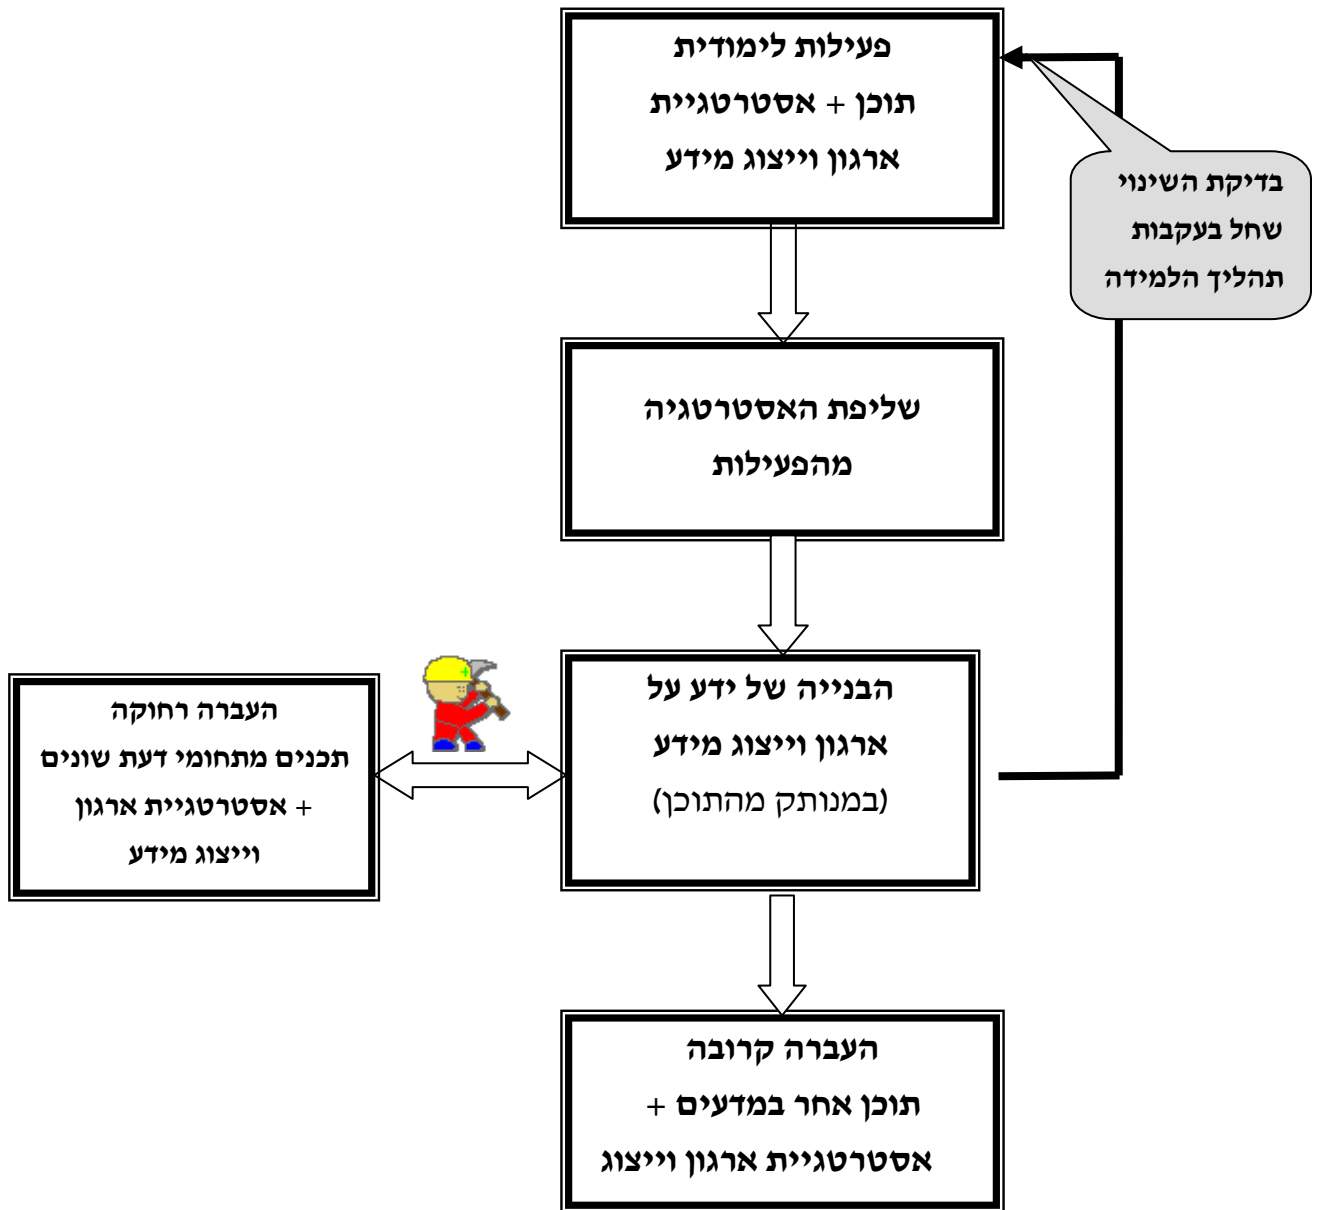 פעילות לימודית
תוכן + אסטרטגיית
ארגון וייצוג מידע
בדיקת השינוי
שחל בעקבות
תהליך הלמידה
שליפת האסטרטגיה
מהפעילות
הבנייה של ידע על
ארגון וייצוג מידע
(במנותק מהתוכן)
העברה רחוקה
תכנים מתחומי דעת שונים
+ אסטרטגיית ארגון
וייצוג מידע
העברה קרובה
תוכן אחר במדעים +
אסטרטגיית ארגון וייצוג